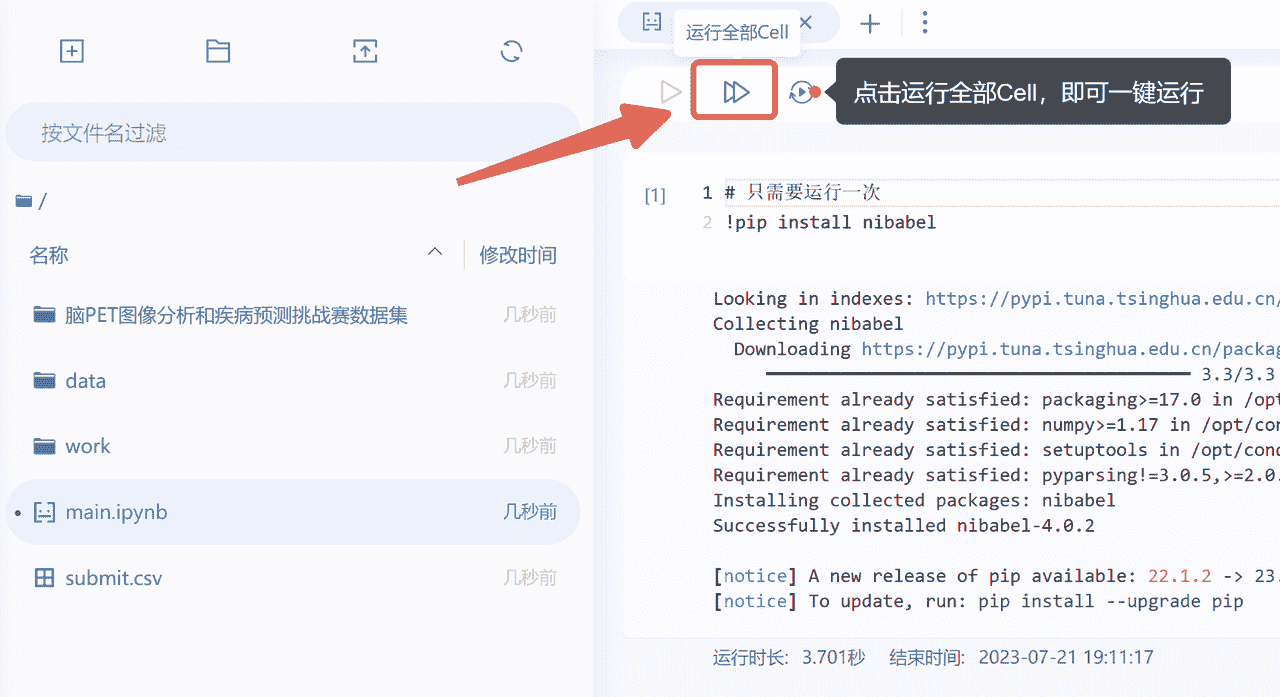 运行全部Cell
点击运行全部Cell，即可一键运行
按文件名过滤
/
名称 修改时间
脑PET图像分析和疾病预测挑战赛数据集 几秒前
data 几秒前
work 几秒前
main.ipynb 几秒前
submit.csv 几秒前
[1] 1 # 只需要运行一次
2 !pip install nibabel
Looking in indexes: https://pypi.tuna.tsinghua.edu.cn/
Collecting nibabel
Downloading https://pypi.tuna.tsinghua.edu.cn/packag
3.3/3.3
Requirement already satisfied: packaging>=17.0 in /opt
Requirement already satisfied: numpy>=1.17 in /opt/con
Requirement already satisfied: setuptools in /opt/cond
Requirement already satisfied: pyparsing!=3.0.5,>=2.0.
Installing collected packages: nibabel
Successfully installed nibabel-4.0.2
[notice] A new release of pip available: 22.1.2 -> 23.
[notice] To update, run: pip install --upgrade pip
运行时长: 3.701秒 结束时间: 2023-07-21 19:11:17